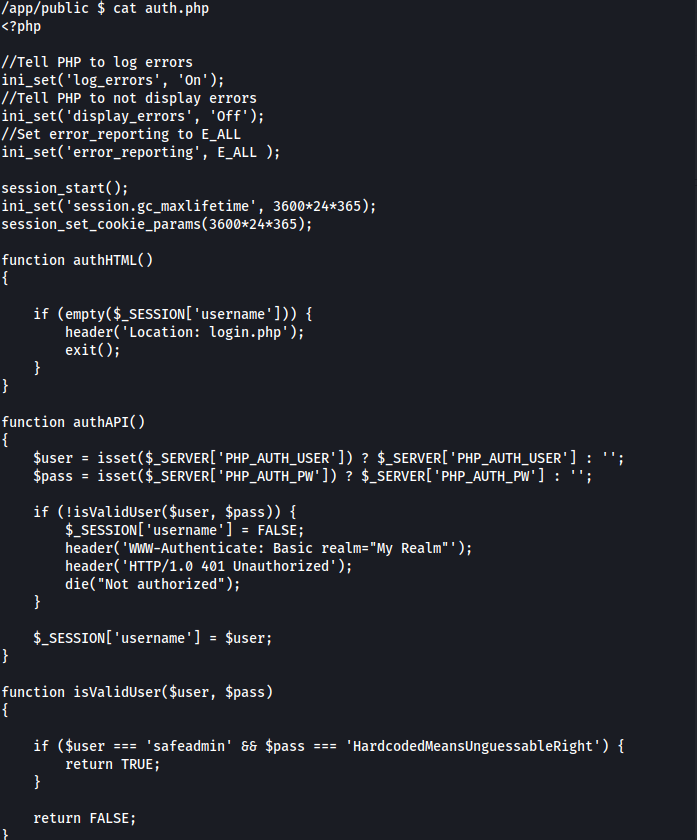 /app/public $ cat auth.php
<?php

//Tell PHP to log errors
ini_set('log_errors', 'On');
//Tell PHP to not display errors
ini_set('display_errors', 'Off');
//Set error_reporting to E_ALL
ini_set('error_reporting', E_ALL );

session_start();
ini_set('session.gc_maxlifetime', 3600*24*365);
session_set_cookie_params(3600*24*365);

function authHTML()
{

    if (empty($_SESSION['username'])) {
        header('Location: login.php');
        exit();
    }
}

function authAPI()
{
    $user = isset($_SERVER['PHP_AUTH_USER']) ? $_SERVER['PHP_AUTH_USER'] : '';
    $pass = isset($_SERVER['PHP_AUTH_PW']) ? $_SERVER['PHP_AUTH_PW'] : '';

    if (!isValidUser($user, $pass)) {
        $_SESSION['username'] = FALSE;
        header('WWW-Authenticate: Basic realm="My Realm"');
        header('HTTP/1.0 401 Unauthorized');
        die("Not authorized");
    }

    $_SESSION['username'] = $user;
}

function isValidUser($user, $pass)
{

    if ($user === 'safeadmin' && $pass === 'HardcodedMeansUnguessableRight') {
        return TRUE;
    }

    return FALSE;
}